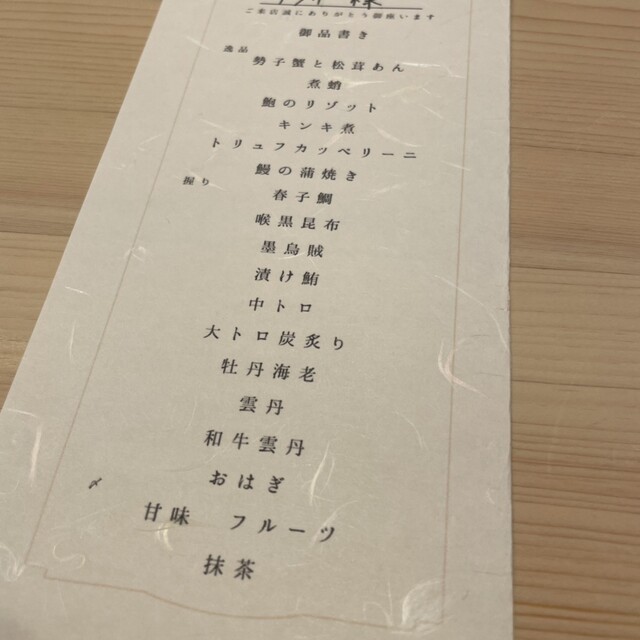 様
ご来店誠にありがとう御座います
御品書き
逸品
勢子蟹と松茸あん
煮蛸
鮑のリゾット
キンキ煮
トリュフカッペリーニ
鰻の蒲焼き
握り
春子鯛
喉黒昆布
墨烏賊
漬け鮪
中トロ
大トロ炭炙り
牡丹海老
雲丹
和牛雲丹
おはぎ
〆
甘味 フルーツ
抹茶